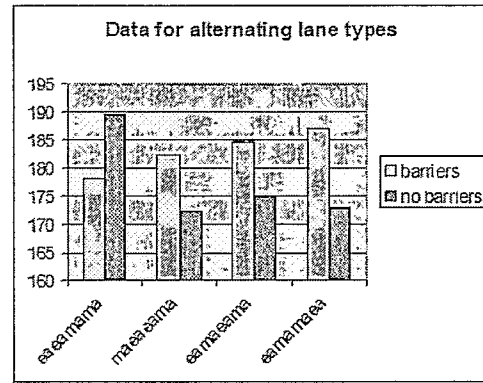 Data for alternating lane types
195
190
185
180
175
170
165
160
barriers
no barriers
eaeamama
maeaeama
eamaeama
eamamaea